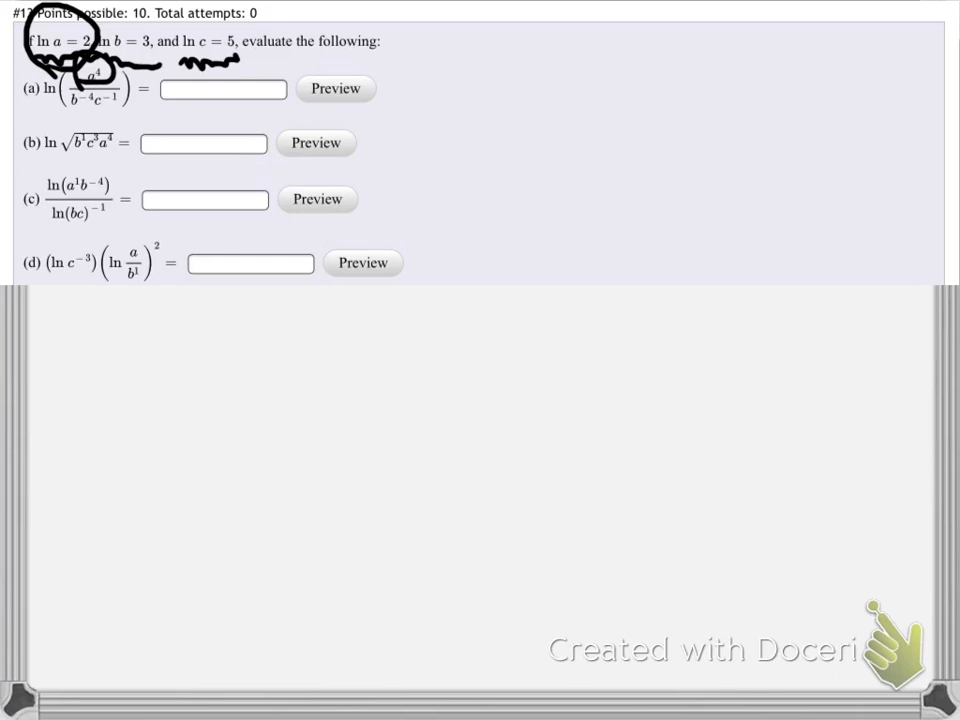 #17 Points possible: 10. Total attempts: 0
If ln a = 2, ln b = 3, and ln c = 5, evaluate the following:
(a) ln(a⁴/(b⁻⁴c⁻¹)) = Preview
(b) ln √(b¹c³a⁴) = Preview
(c) ln(a¹b⁻⁴)/ln(bc)⁻¹ = Preview
(d) (ln c⁻³)(ln a/b¹)² = Preview
Created with Doceri